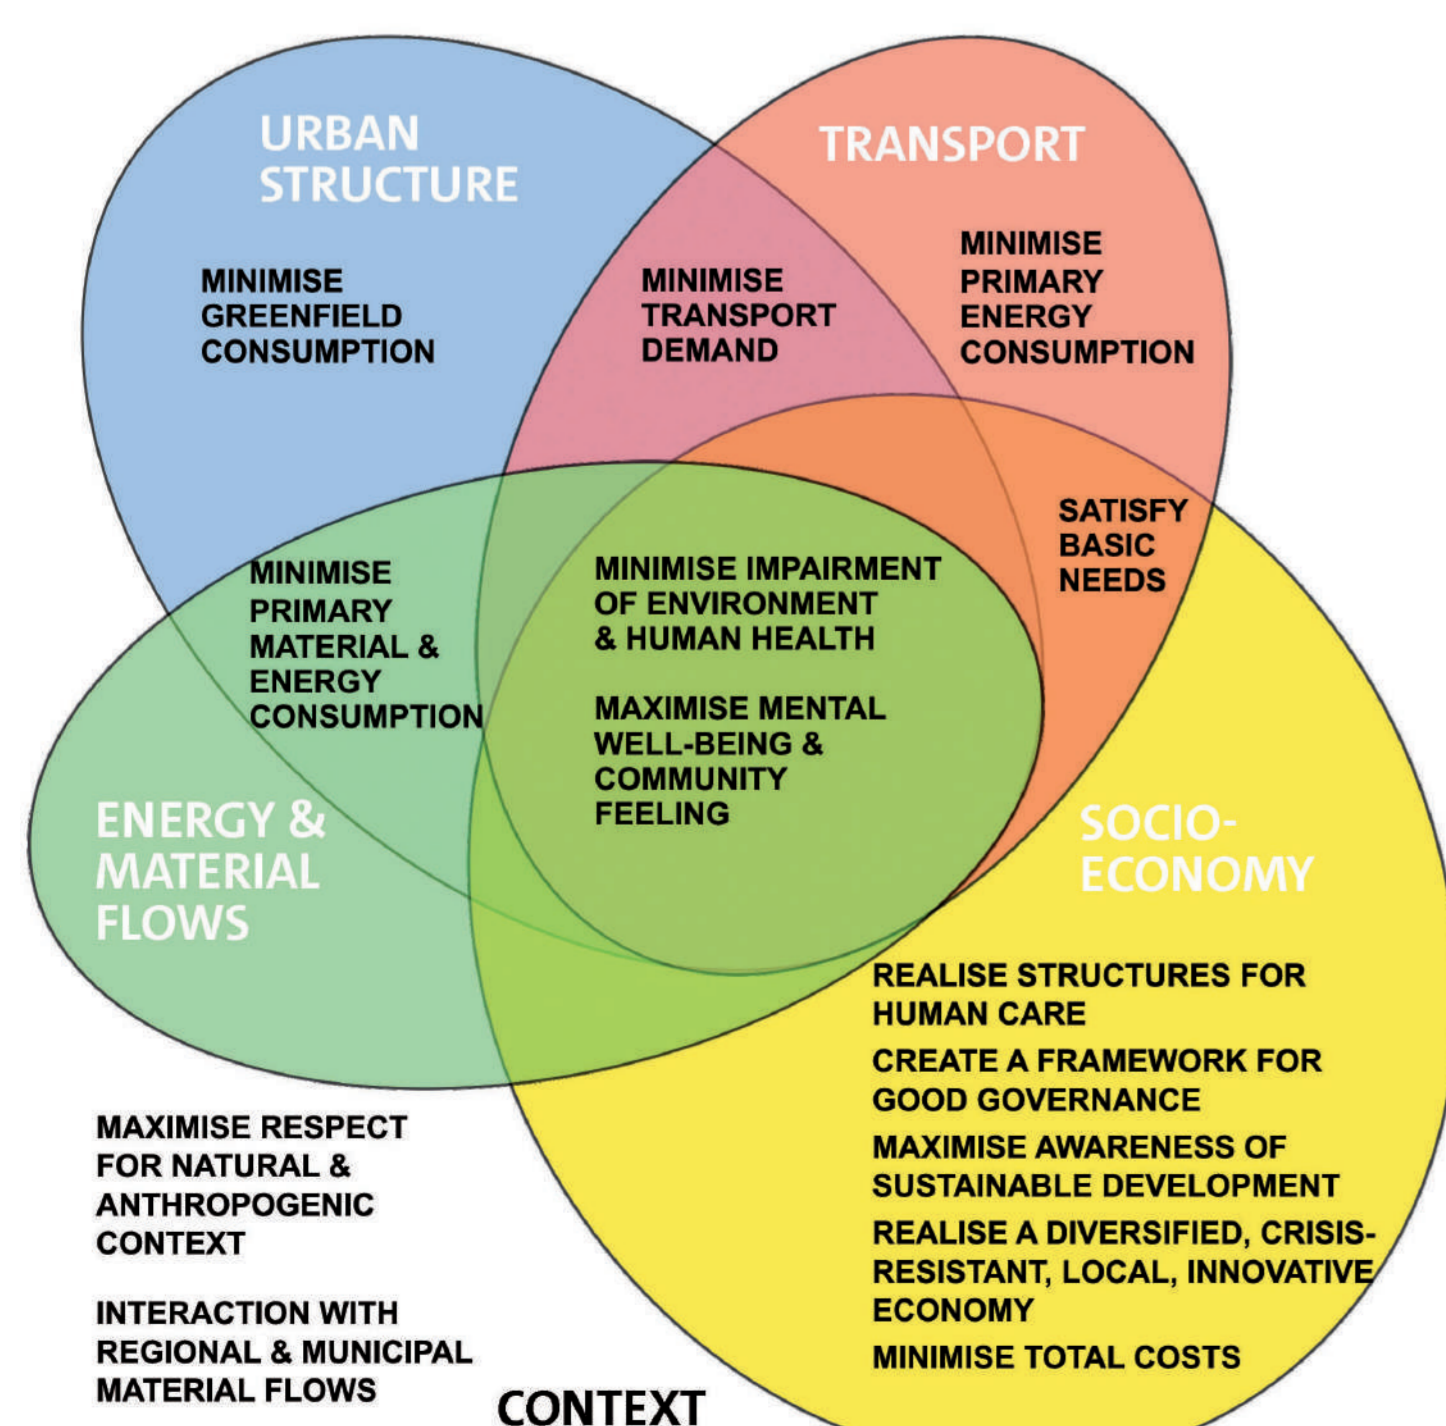 URBAN
STRUCTURE
MINIMISE
GREENFIELD
CONSUMPTION
TRANSPORT
MINIMISE
PRIMARY
ENERGY
CONSUMPTION
MINIMISE
TRANSPORT
DEMAND
SATISFY
BASIC
NEEDS
MINIMISE
PRIMARY
MATERIAL &
ENERGY
CONSUMPTION
MINIMISE IMPAIRMENT
OF ENVIRONMENT
& HUMAN HEALTH
MAXIMISE MENTAL
WELL-BEING &
COMMUNITY
FEELING
ENERGY &
MATERIAL
FLOWS
SOCIO-
ECONOMY
REALISE STRUCTURES FOR
HUMAN CARE
CREATE A FRAMEWORK FOR
GOOD GOVERNANCE
MAXIMISE AWARENESS OF
SUSTAINABLE DEVELOPMENT
REALISE A DIVERSIFIED, CRISIS-
RESISTANT, LOCAL, INNOVATIVE
ECONOMY
MINIMISE TOTAL COSTS
MAXIMISE RESPECT
FOR NATURAL &
ANTHROPOGENIC
CONTEXT
INTERACTION WITH
REGIONAL & MUNICIPAL
MATERIAL FLOWS
CONTEXT